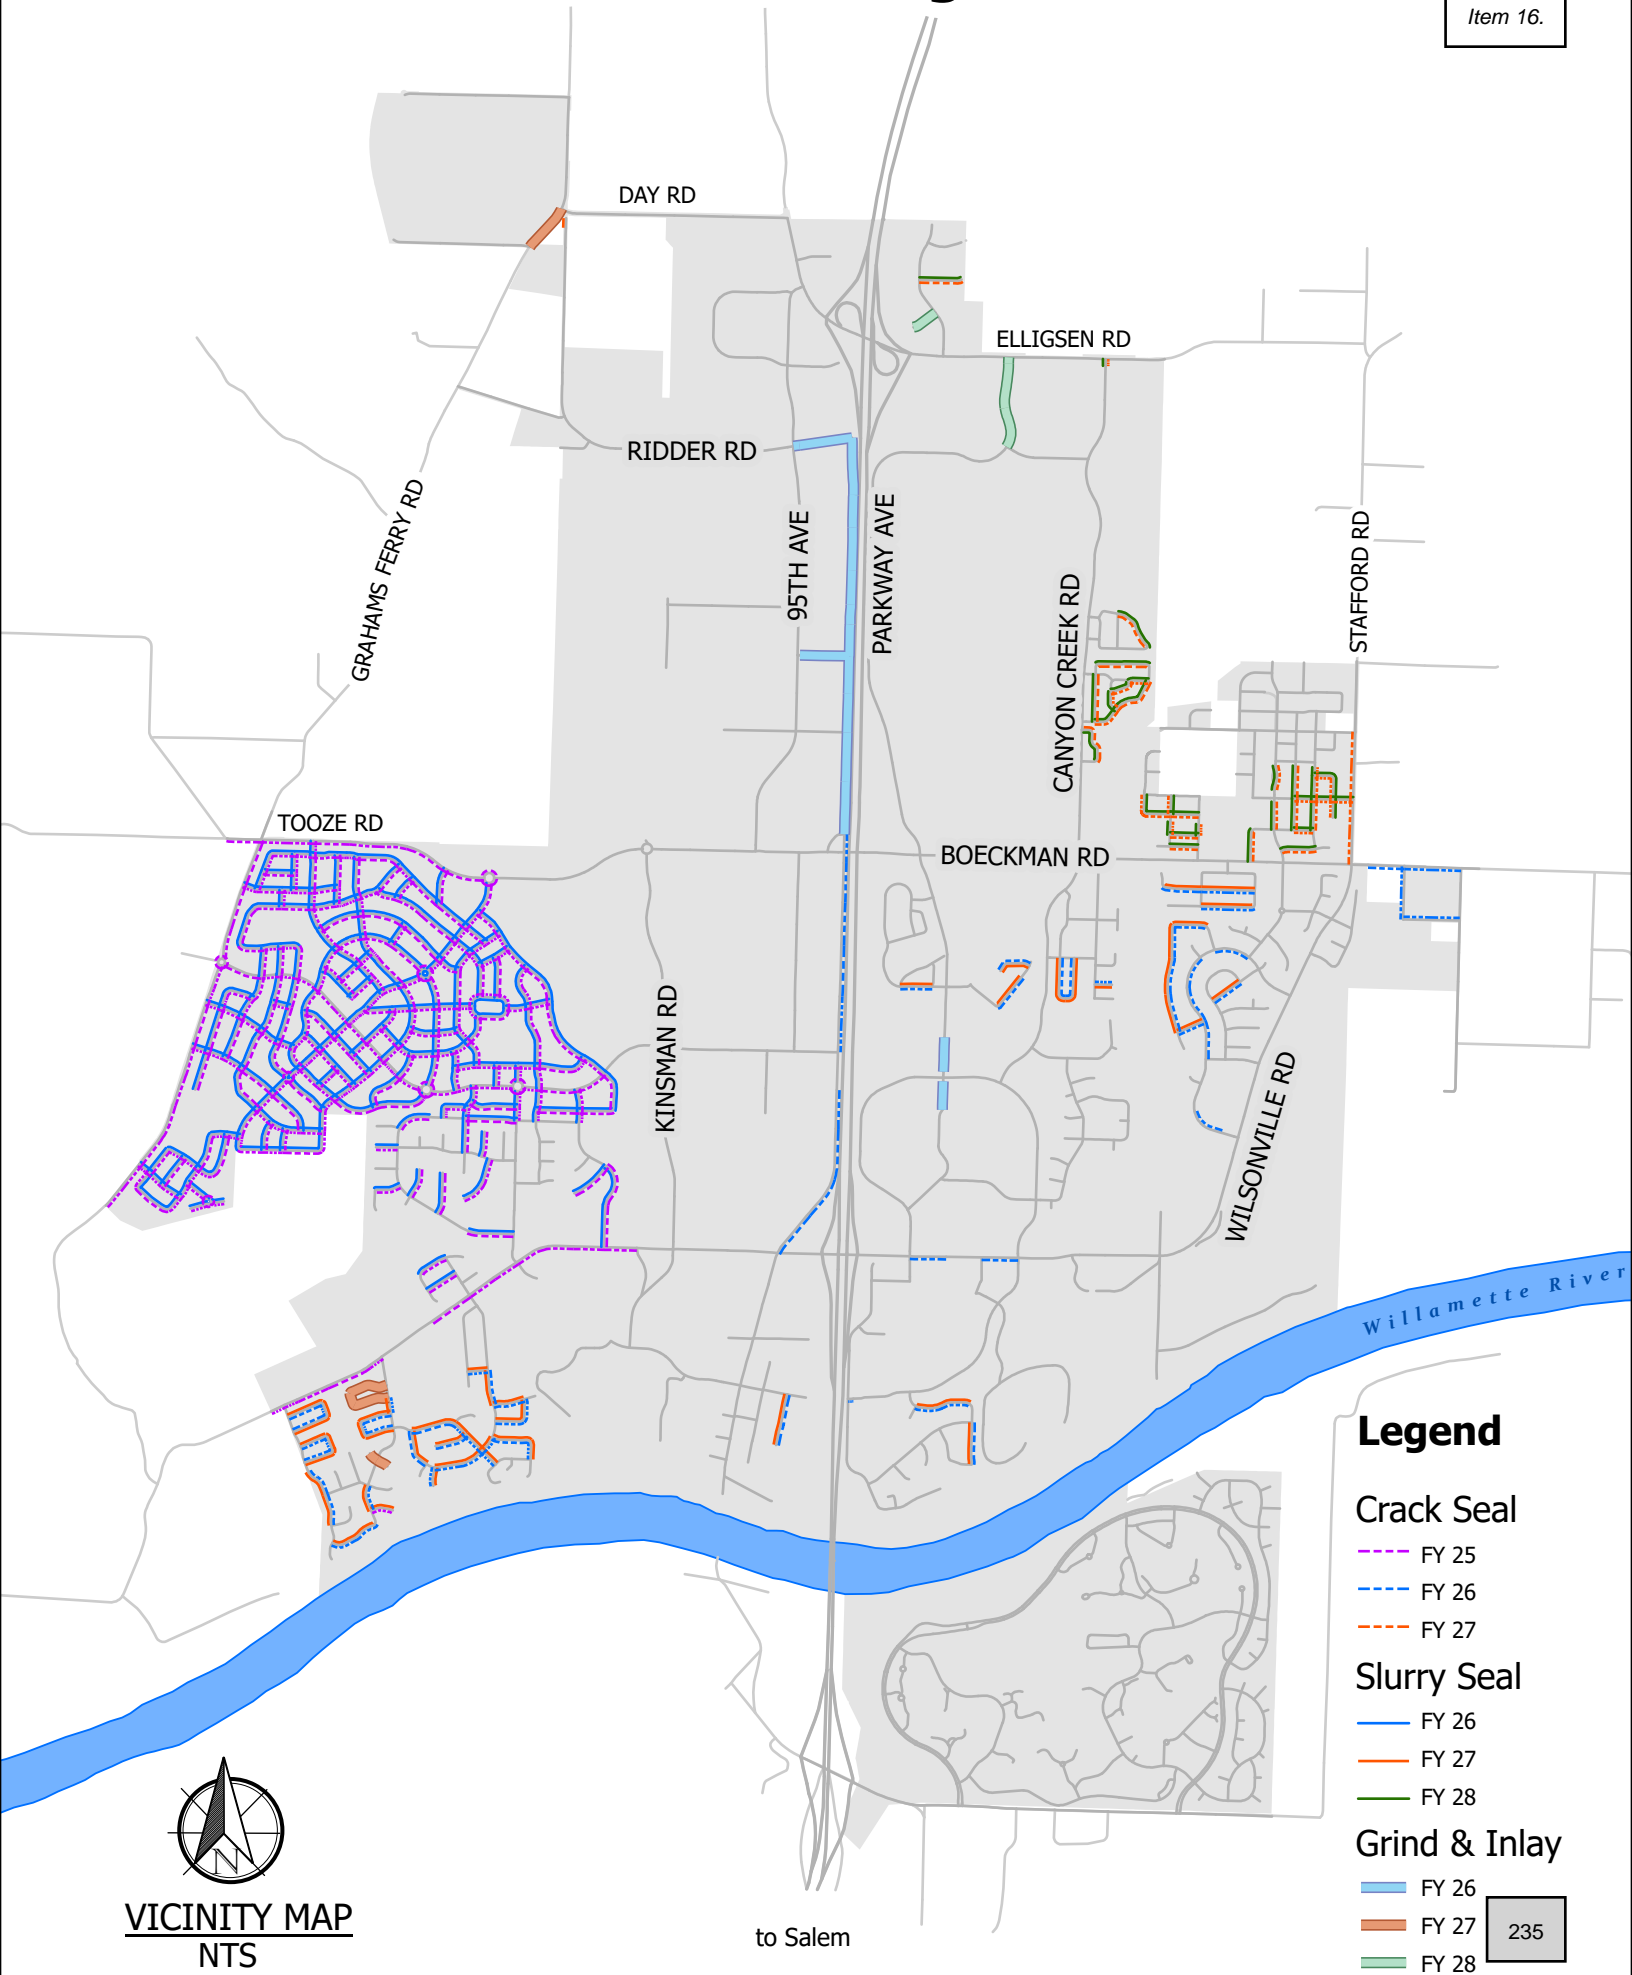 Item 16.
DAY RD
ELLIGSEN RD
RIDDER RD
GRAHAMS FERRY RD
95TH AVE
PARKWAY AVE
CANYON CREEK RD
STAFFORD RD
TOOZE RD
BOECKMAN RD
KINSMAN RD
WILSONVILLE RD
Willamette River
Legend
Crack Seal
FY 25
FY 26
FY 27
Slurry Seal
FY 26
FY 27
FY 28
Grind & Inlay
FY 26
FY 27
FY 28
235
N
VICINITY MAP
NTS
to Salem